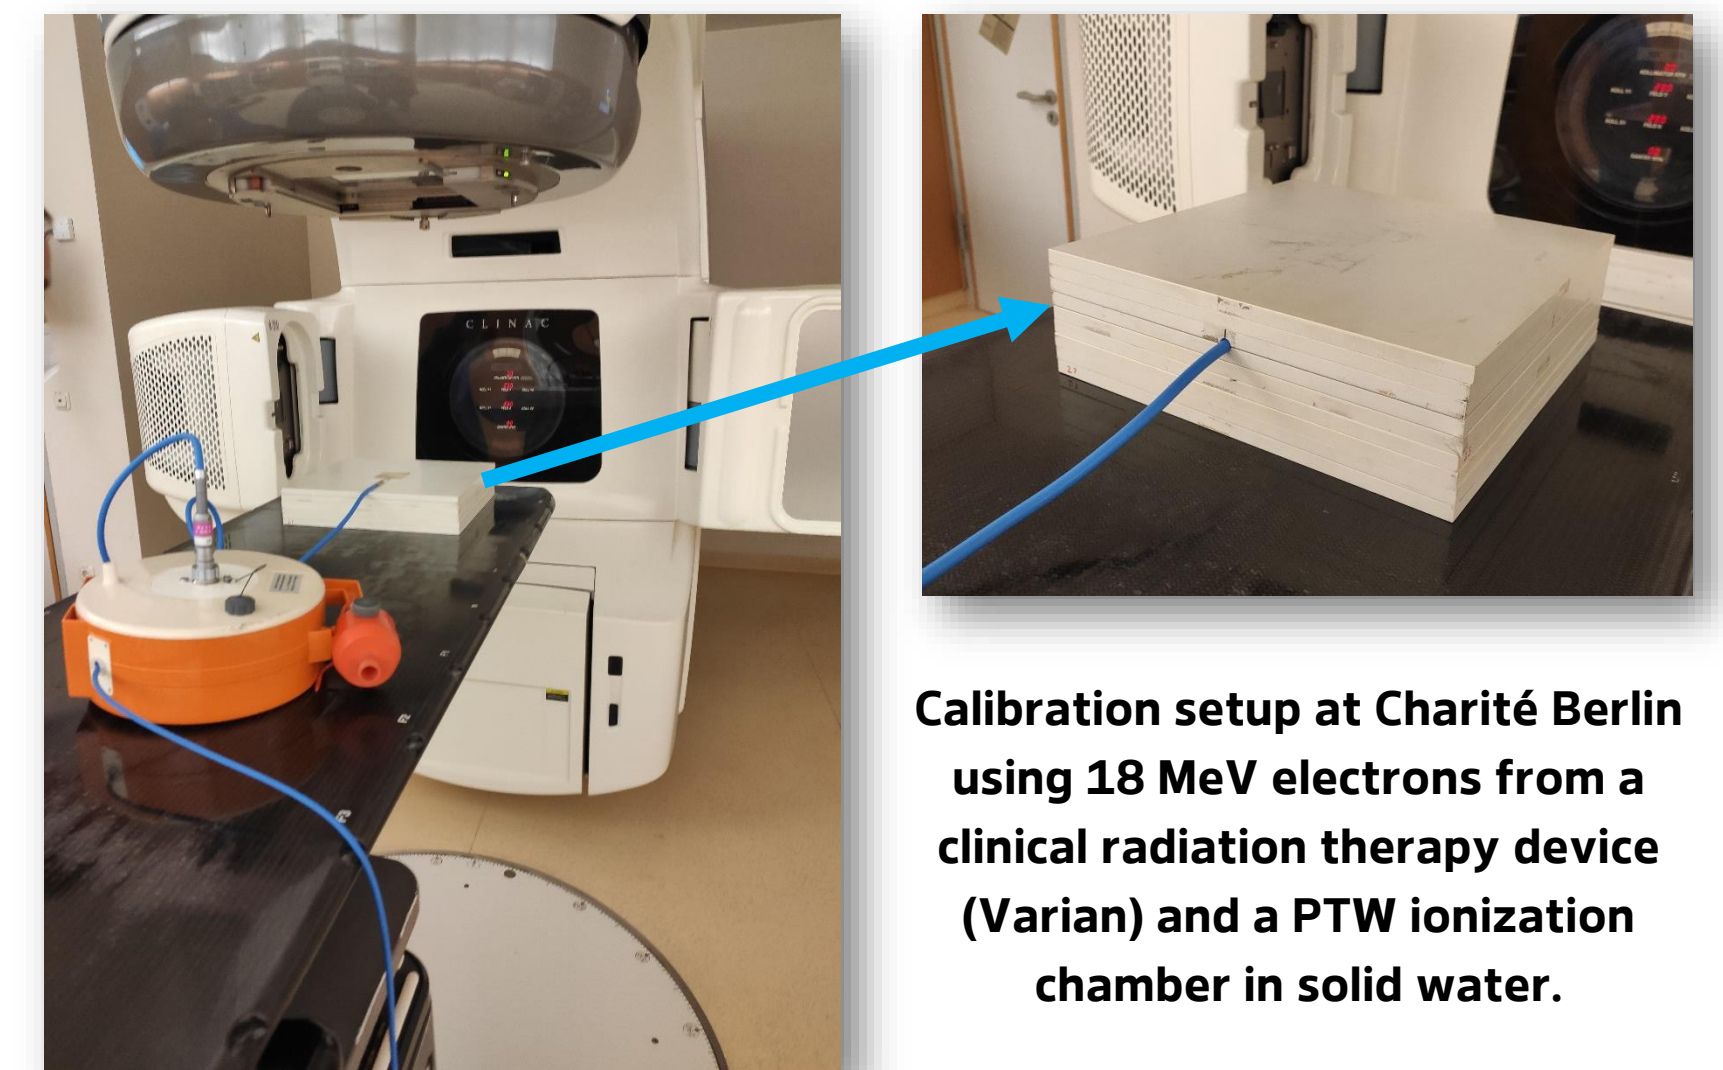 CLINAC
Calibration setup at Charité Berlin
using 18 MeV electrons from a
clinical radiation therapy device
(Varian) and a PTW ionization
chamber in solid water.